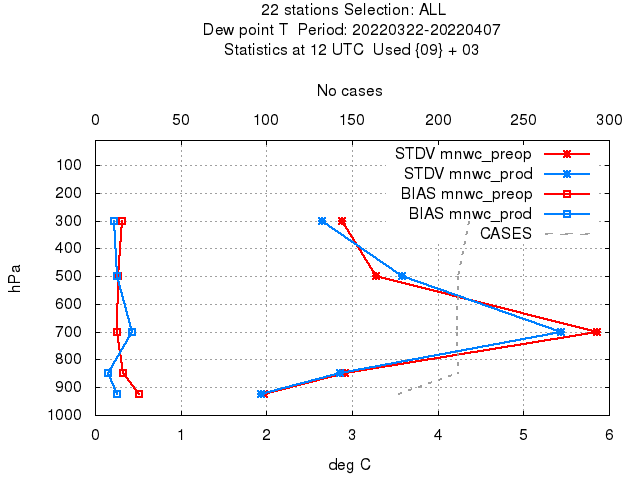 22 stations Selection: ALL
Dew point T  Period: 20220322-20220407
Statistics at 12 UTC  Used {09} + 03
No cases
0 50 100 150 200 250 300
STDV mnwc_preop
STDV mnwc_prod
BIAS mnwc_preop
BIAS mnwc_prod
CASES
100
200
300
400
500
600
700
800
900
1000
hPa
0 1 2 3 4 5 6
deg C